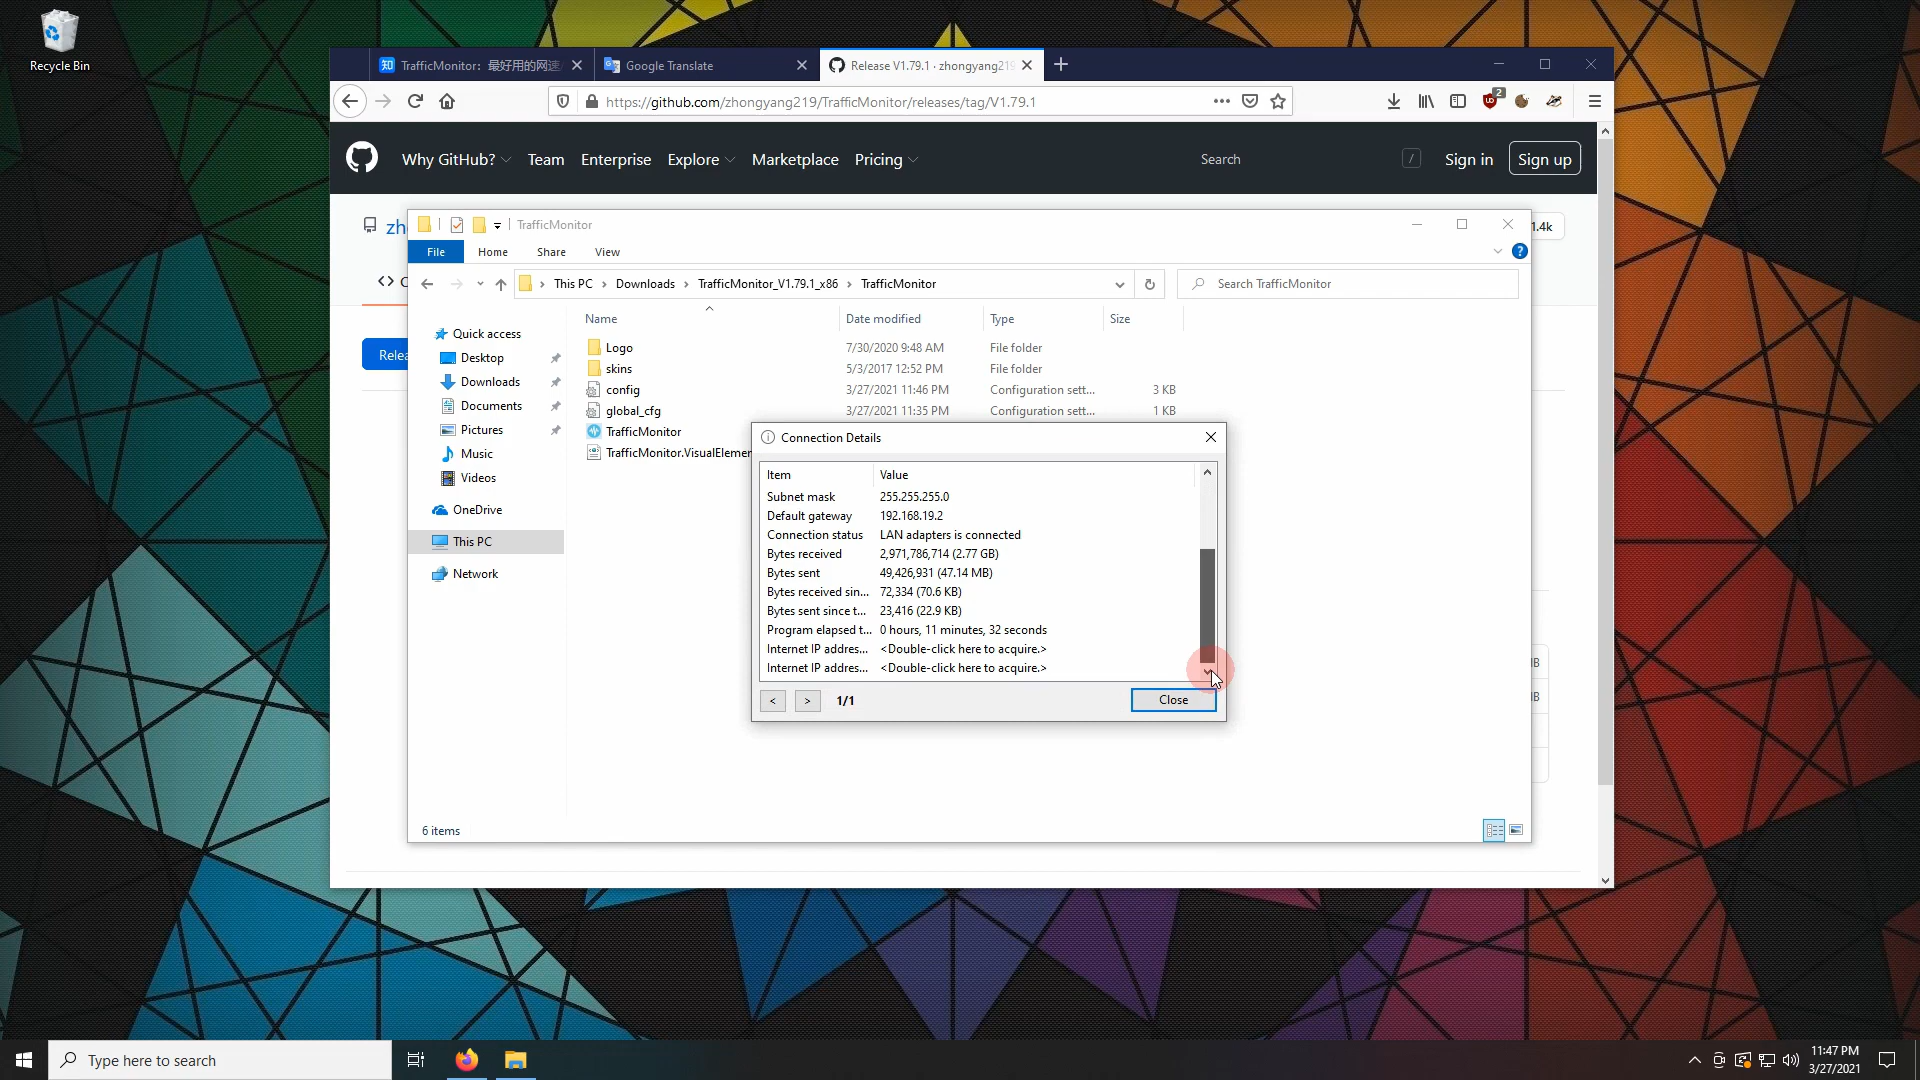 Recycle Bin
知 TrafficMonitor：最好用的网速
Google Translate
Release V1.79.1 · zhongyang219
https://github.com/zhongyang219/TrafficMonitor/releases/tag/V1.79.1
2
Why GitHub?
Team
Enterprise
Explore
Marketplace
Pricing
Search
/
Sign in
Sign up
zh
1.4k
TrafficMonitor
File
Home
Share
View
?
<> C
This PC › Downloads › TrafficMonitor_V1.79.1_x86 › TrafficMonitor
Search TrafficMonitor
Relea
Name
Date modified
Type
Size
Quick access
Desktop
Downloads
Documents
Pictures
Music
Videos
OneDrive
This PC
Network
Logo 7/30/2020 9:48 AM File folder
skins 5/3/2017 12:52 PM File folder
config 3/27/2021 11:46 PM Configuration sett... 3 KB
global_cfg 3/27/2021 11:35 PM Configuration sett... 1 KB
TrafficMonitor
TrafficMonitor.VisualElemen
Connection Details
Item Value
Subnet mask 255.255.255.0
Default gateway 192.168.19.2
Connection status LAN adapters is connected
Bytes received 2,971,786,714 (2.77 GB)
Bytes sent 49,426,931 (47.14 MB)
Bytes received sin... 72,334 (70.6 KB)
Bytes sent since t... 23,416 (22.9 KB)
Program elapsed t... 0 hours, 11 minutes, 32 seconds
Internet IP addres... <Double-click here to acquire.>
Internet IP addres... <Double-click here to acquire.>
< > 1/1
Close
B
B
6 items
Type here to search
11:47 PM
3/27/2021